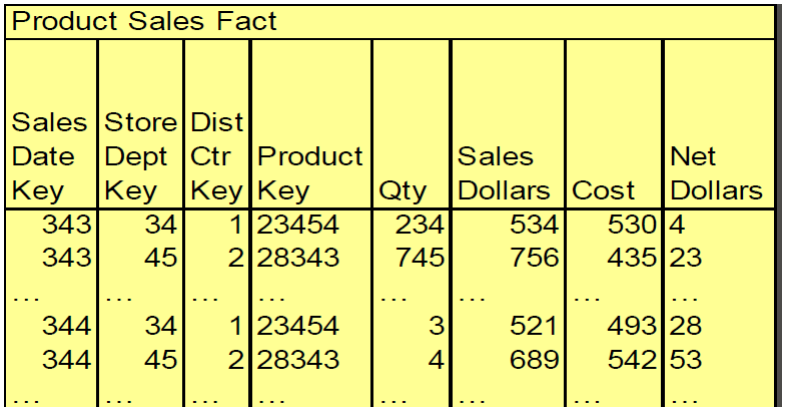 Product Sales Fact
Sales Date Key Store Dept Key Dist Ctr Key Product Key Qty Sales Dollars Cost Net Dollars
343 34 1 23454 234 534 530 4
343 45 2 28343 745 756 435 23
... ... ... ... ... ... ... ...
344 34 1 23454 3 521 493 28
344 45 2 28343 4 689 542 53
... ... ... ... ... ... ... ...